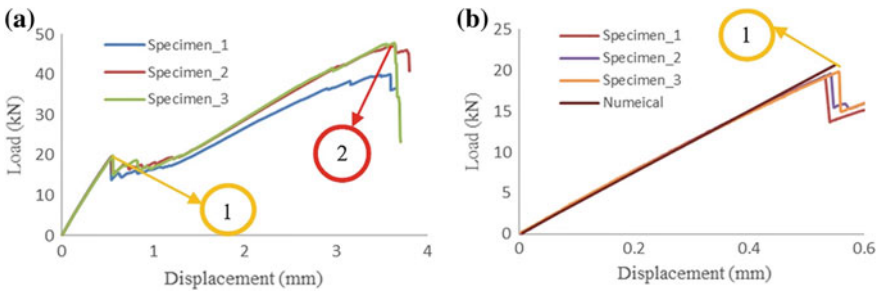 (a)
50
40
30
20
10
0
Load (kN)
Specimen_1
Specimen_2
Specimen_3
2
1
0
1
2
3
4
Displacement (mm)
(b)
25
20
15
10
5
0
Load (kN)
Specimen_1
Specimen_2
Specimen_3
Numeical
1
0
0.2
0.4
0.6
Displacement (mm)